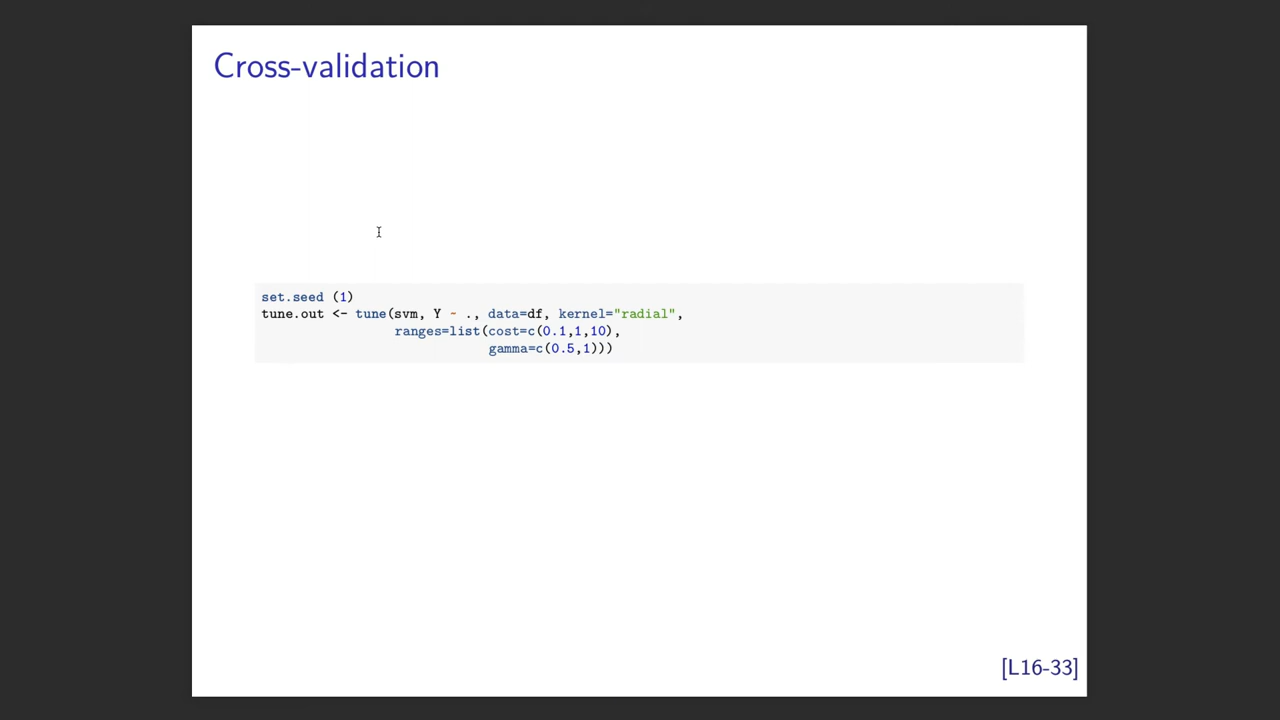 Cross-validation
set.seed (1)
tune.out <- tune(svm, Y ~ ., data=df, kernel="radial",
ranges=list(cost=c(0.1,1,10),
gamma=c(0.5,1)))
[L16-33]